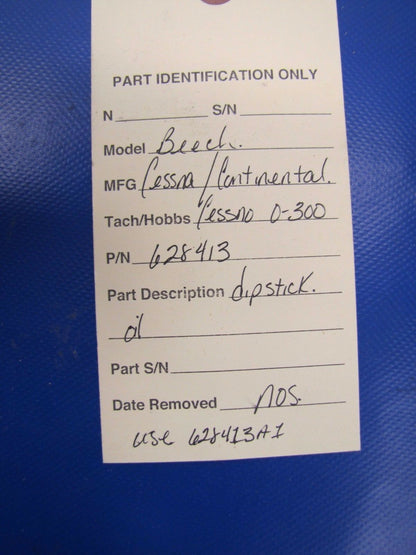 PART IDENTIFICATION ONLY
N S/N
Model Beech.
MFG Cessna/Continental.
Tach/Hobbs Cessna O-300
P/N 628413
Part Description dipstick.
oil
Part S/N
Date Removed NOS.
use 628413A1